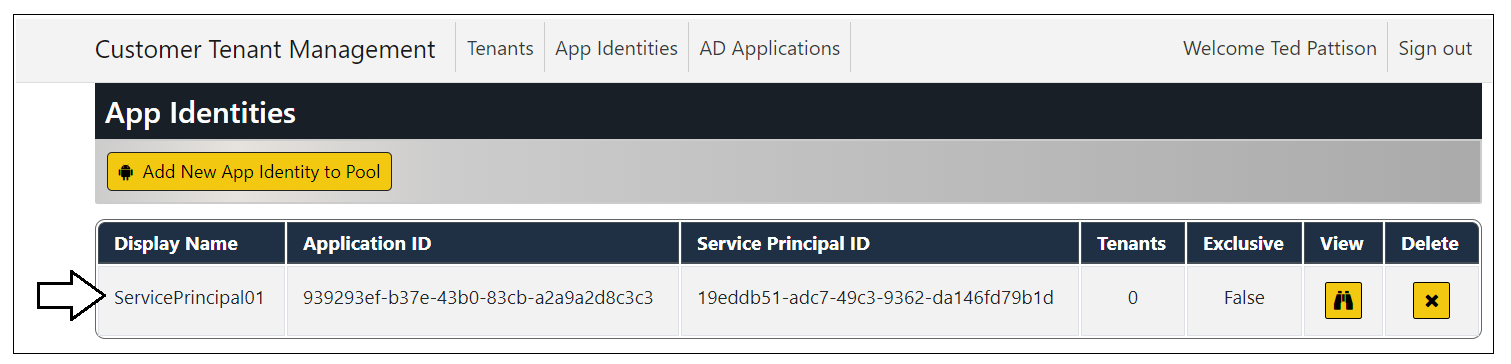 Customer Tenant Management Tenants App Identities AD Applications Welcome Ted Pattison Sign out
App Identities
Add New App Identity to Pool
Display Name Application ID Service Principal ID Tenants Exclusive View Delete
ServicePrincipal01 939293ef-b37e-43b0-83cb-a2a9a2d8c3c3 19eddb51-adc7-49c3-9362-da146fd79b1d 0 False